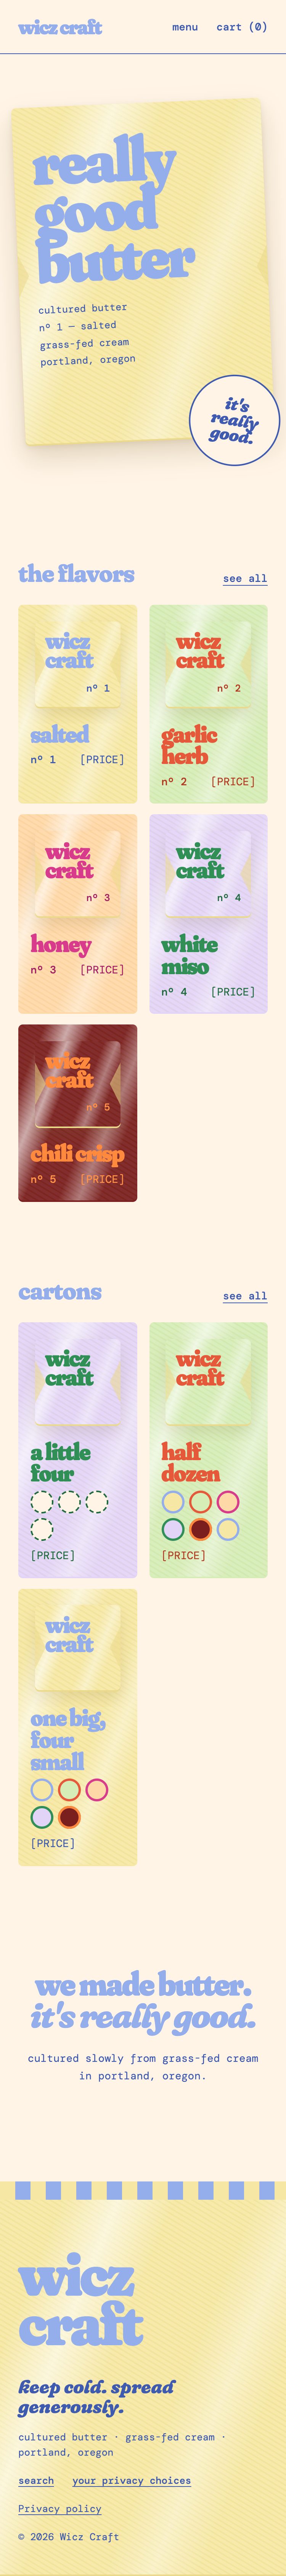 wicz craft
menu cart (0)
really
good
butter
cultured butter
nº 1 — salted
grass-fed cream
portland, oregon
it's
really
good.
the flavors
see all
wicz
craft
nº 1
salted
nº 1 [PRICE]
wicz
craft
nº 2
garlic
herb
nº 2 [PRICE]
wicz
craft
nº 3
honey
nº 3 [PRICE]
wicz
craft
nº 4
white
miso
nº 4 [PRICE]
wicz
craft
nº 5
chili crisp
nº 5 [PRICE]
cartons
see all
wicz
craft
a little
four
[PRICE]
wicz
craft
half
dozen
[PRICE]
wicz
craft
one big,
four
small
[PRICE]
we made butter.
it's really good.
cultured slowly from grass-fed cream
in portland, oregon.
wicz
craft
keep cold. spread
generously.
cultured butter · grass-fed cream ·
portland, oregon
search your privacy choices
Privacy policy
© 2026 Wicz Craft